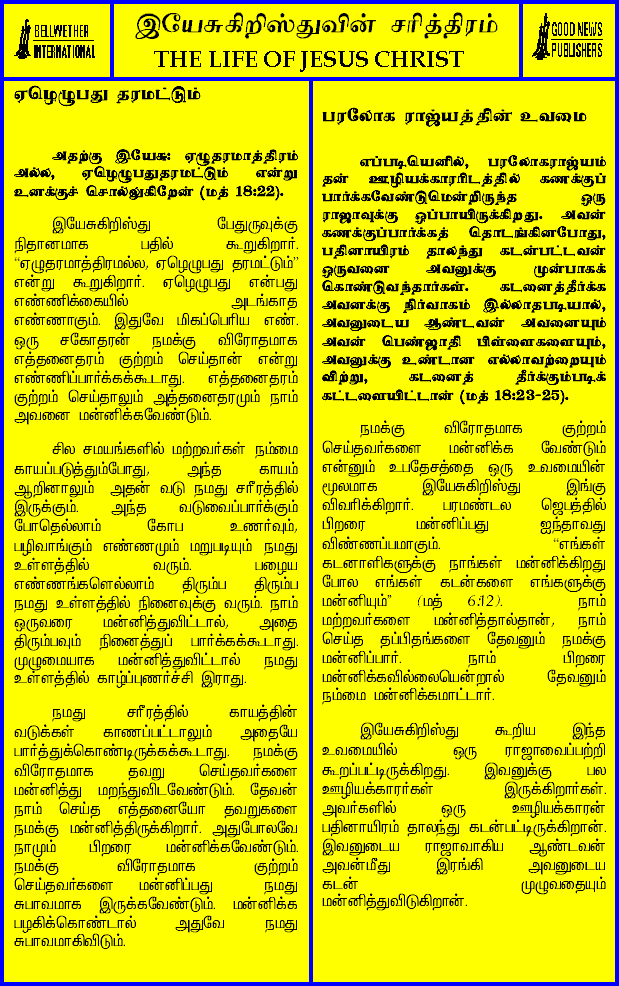 BELLWETHER
INTERNATIONAL
இயேசுகிறிஸ்துவின் சரித்திரம்
THE LIFE OF JESUS CHRIST
GOOD NEWS
PUBLISHERS
ஏழெழுபது தரமட்டும்
அதற்கு இயேசு: ஏழுதரமாத்திரம்
அல்ல, ஏழெழுபதுதரமட்டும் என்று
உனக்குச் சொல்லுகிறேன் (மத் 18:22).
இயேசுகிறிஸ்து பேதுருவுக்கு
நிதானமாக பதில் கூறுகிறார்.
“ஏழுதரமாத்திரமல்ல, ஏழெழுபது தரமட்டும்”
என்று கூறுகிறார். ஏழெழுபது என்பது
எண்ணிக்கையில் அடங்காத
எண்ணாகும். இதுவே மிகப்பெரிய எண்.
ஒரு சகோதரன் நமக்கு விரோதமாக
எத்தனைதரம் குற்றம் செய்தான் என்று
எண்ணிப்பார்க்கக்கூடாது. எத்தனைதரம்
குற்றம் செய்தாலும் அத்தனைதரமும் நாம்
அவனை மன்னிக்கவேண்டும்.
சில சமயங்களில் மற்றவர்கள் நம்மை
காயப்படுத்தும்போது, அந்த காயம்
ஆறினாலும் அதன் வடு நமது சரீரத்தில்
இருக்கும். அந்த வடுவைப்பார்க்கும்
போதெல்லாம் கோப உணர்வும்,
பழிவாங்கும் எண்ணமும் மறுபடியும் நமது
உள்ளத்தில் வரும். பழைய
எண்ணங்களெல்லாம் திரும்ப திரும்ப
நமது உள்ளத்தில் நினைவுக்கு வரும். நாம்
ஒருவரை மன்னித்துவிட்டால், அதை
திரும்பவும் நினைத்துப் பார்க்கக்கூடாது.
முழுமையாக மன்னித்துவிட்டால் நமது
உள்ளத்தில் காழ்ப்புணர்ச்சி இராது.
நமது சரீரத்தில் காயத்தின்
வடுக்கள் காணப்பட்டாலும் அதையே
பார்த்துக்கொண்டிருக்கக்கூடாது. நமக்கு
விரோதமாக தவறு செய்தவர்களை
மன்னித்து மறந்துவிடவேண்டும். தேவன்
நாம் செய்த எத்தனையோ தவறுகளை
நமக்கு மன்னித்திருக்கிறார். அதுபோலவே
நாமும் பிறரை மன்னிக்கவேண்டும்.
நமக்கு விரோதமாக குற்றம்
செய்தவர்களை மன்னிப்பது நமது
சுபாவமாக இருக்கவேண்டும். மன்னிக்க
பழகிக்கொண்டால் அதுவே நமது
சுபாவமாகிவிடும்.
பரலோக ராஜ்யத்தின் உவமை
எப்படியெனில், பரலோகராஜ்யம்
தன் ஊழியக்காரரிடத்தில் கணக்குப்
பார்க்கவேண்டுமென்றிருந்த ஒரு
ராஜாவுக்கு ஒப்பாயிருக்கிறது. அவன்
கணக்குப்பார்க்கத் தொடங்கினபோது,
பதினாயிரம் தாலந்து கடன்பட்டவன்
ஒருவனை அவனுக்கு முன்பாகக்
கொண்டுவந்தார்கள். கடனைத்தீர்க்க
அவனக்கு நிர்வாகம் இல்லாதபடியால்,
அவனுடைய ஆண்டவன் அவனையும்
அவன் பெண்ஜாதி பிள்ளைகளையும்,
அவனுக்கு உண்டான எல்லாவற்றையும்
விற்று, கடனைத் தீர்க்கும்படிக்
கட்டளையிட்டான் (மத் 18:23-25).
நமக்கு விரோதமாக குற்றம்
செய்தவர்களை மன்னிக்க வேண்டும்
என்னும் உபதேசத்தை ஒரு உவமையின்
மூலமாக இயேசுகிறிஸ்து இங்கு
விவரிக்கிறார். பரமண்டல ஜெபத்தில்
பிறரை மன்னிப்பது ஐந்தாவது
விண்ணப்பமாகும். “எங்கள்
கடனாளிகளுக்கு நாங்கள் மன்னிக்கிறது
போல எங்கள் கடன்களை எங்களுக்கு
மன்னியும்” (மத் 6:12). நாம்
மற்றவர்களை மன்னித்தால்தான், நாம்
செய்த தப்பிதங்களை தேவனும் நமக்கு
மன்னிப்பார். நாம் பிறரை
மன்னிக்கவில்லையென்றால் தேவனும்
நம்மை மன்னிக்கமாட்டார்.
இயேசுகிறிஸ்து கூறிய இந்த
உவமையில் ஒரு ராஜாவைப்பற்றி
கூறப்பட்டிருக்கிறது. இவனுக்கு பல
ஊழியக்காரர்கள் இருக்கிறார்கள்.
அவர்களில் ஒரு ஊழியக்காரன்
பதினாயிரம் தாலந்து கடன்பட்டிருக்கிறான்.
இவனுடைய ராஜாவாகிய ஆண்டவன்
அவன்மீது இரங்கி அவனுடைய
கடன் முழுவதையும்
மன்னித்துவிடுகிறான்.